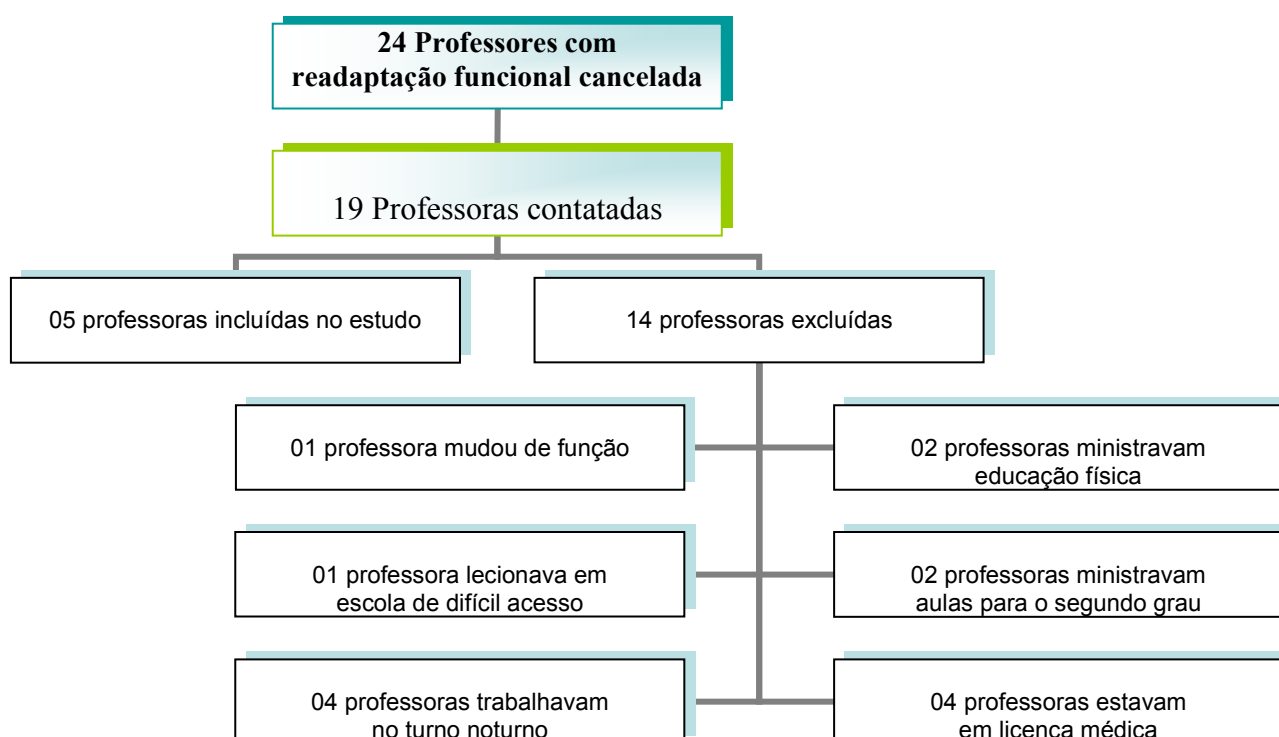 24 Professores com
readaptação funcional cancelada
19 Professoras contatadas
05 professoras incluídas no estudo
14 professoras excluídas
01 professora mudou de função
02 professoras ministravam
educação física
01 professora lecionava em
escola de difícil acesso
02 professoras ministravam
aulas para o segundo grau
04 professoras trabalhavam
no turno noturno
04 professoras estavam
em licença médica